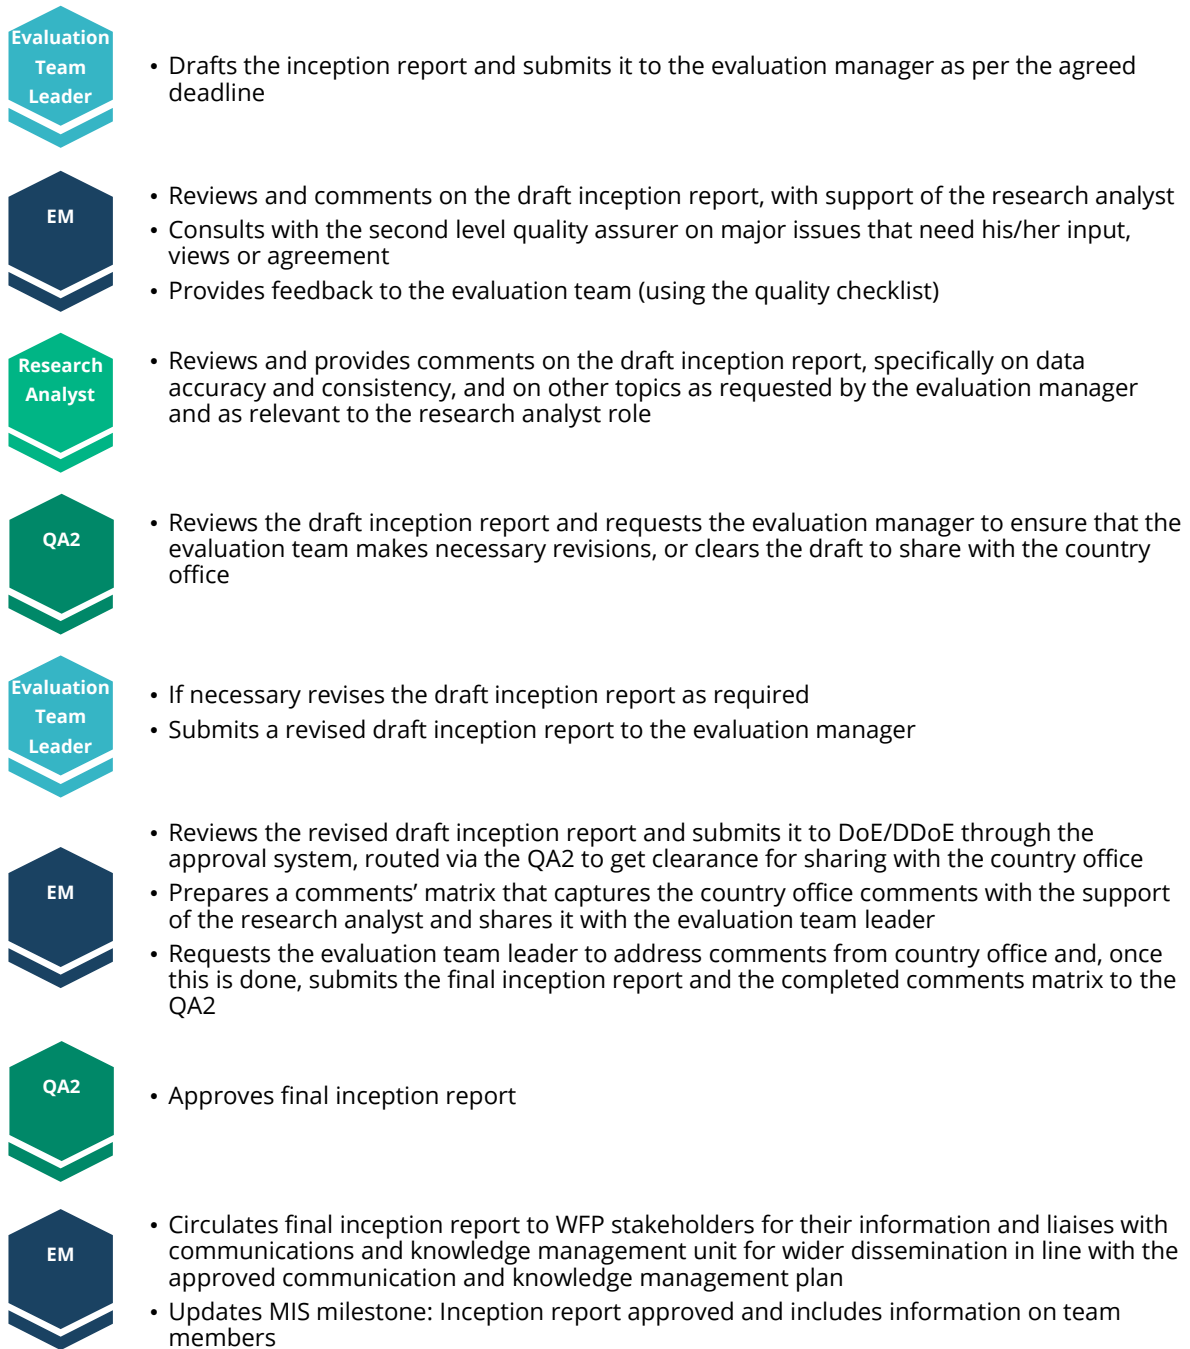 Evaluation
Team
Leader
• Drafts the inception report and submits it to the evaluation manager as per the agreed
deadline
EM
• Reviews and comments on the draft inception report, with support of the research analyst
• Consults with the second level quality assurer on major issues that need his/her input,
views or agreement
• Provides feedback to the evaluation team (using the quality checklist)
Research
Analyst
• Reviews and provides comments on the draft inception report, specifically on data
accuracy and consistency, and on other topics as requested by the evaluation manager
and as relevant to the research analyst role
QA2
• Reviews the draft inception report and requests the evaluation manager to ensure that the
evaluation team makes necessary revisions, or clears the draft to share with the country
office
Evaluation
Team
Leader
• If necessary revises the draft inception report as required
• Submits a revised draft inception report to the evaluation manager
EM
• Reviews the revised draft inception report and submits it to DoE/DDoE through the
approval system, routed via the QA2 to get clearance for sharing with the country office
• Prepares a comments’ matrix that captures the country office comments with the support
of the research analyst and shares it with the evaluation team leader
• Requests the evaluation team leader to address comments from country office and, once
this is done, submits the final inception report and the completed comments matrix to the
QA2
QA2
• Approves final inception report
EM
• Circulates final inception report to WFP stakeholders for their information and liaises with
communications and knowledge management unit for wider dissemination in line with the
approved communication and knowledge management plan
• Updates MIS milestone: Inception report approved and includes information on team
members